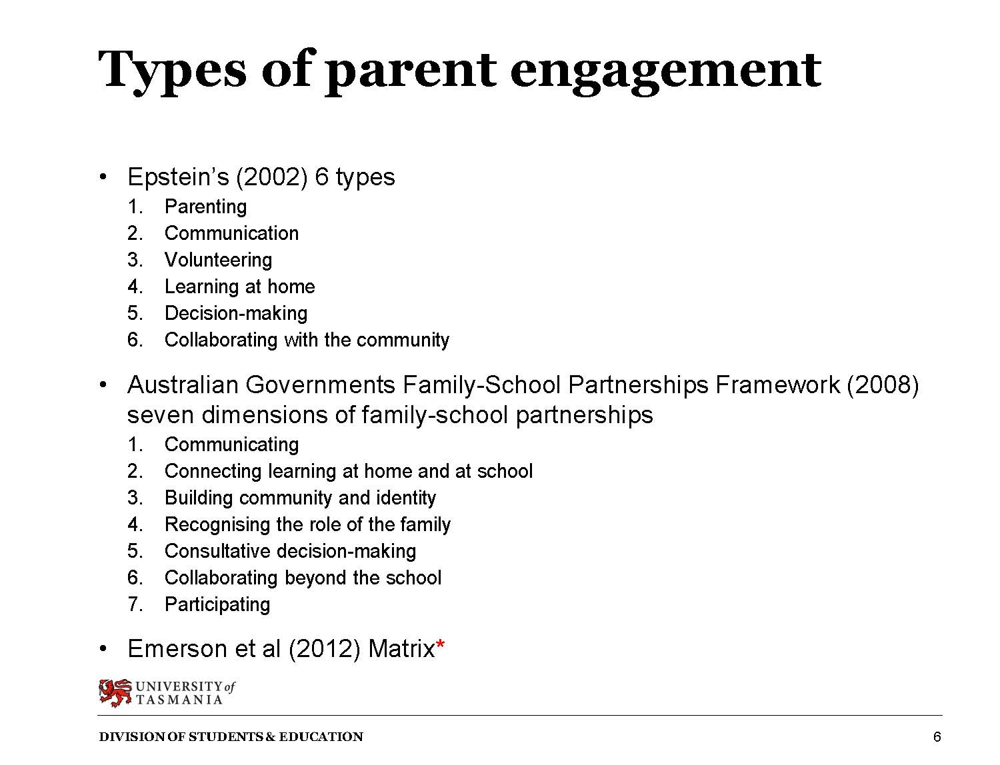 Types of parent engagement
• Epstein’s (2002) 6 types
1. Parenting
2. Communication
3. Volunteering
4. Learning at home
5. Decision-making
6. Collaborating with the community
• Australian Governments Family-School Partnerships Framework (2008)
seven dimensions of family-school partnerships
1. Communicating
2. Connecting learning at home and at school
3. Building community and identity
4. Recognising the role of the family
5. Consultative decision-making
6. Collaborating beyond the school
7. Participating
• Emerson et al (2012) Matrix*
UNIVERSITY of
TASMANIA
DIVISION OF STUDENTS & EDUCATION 6